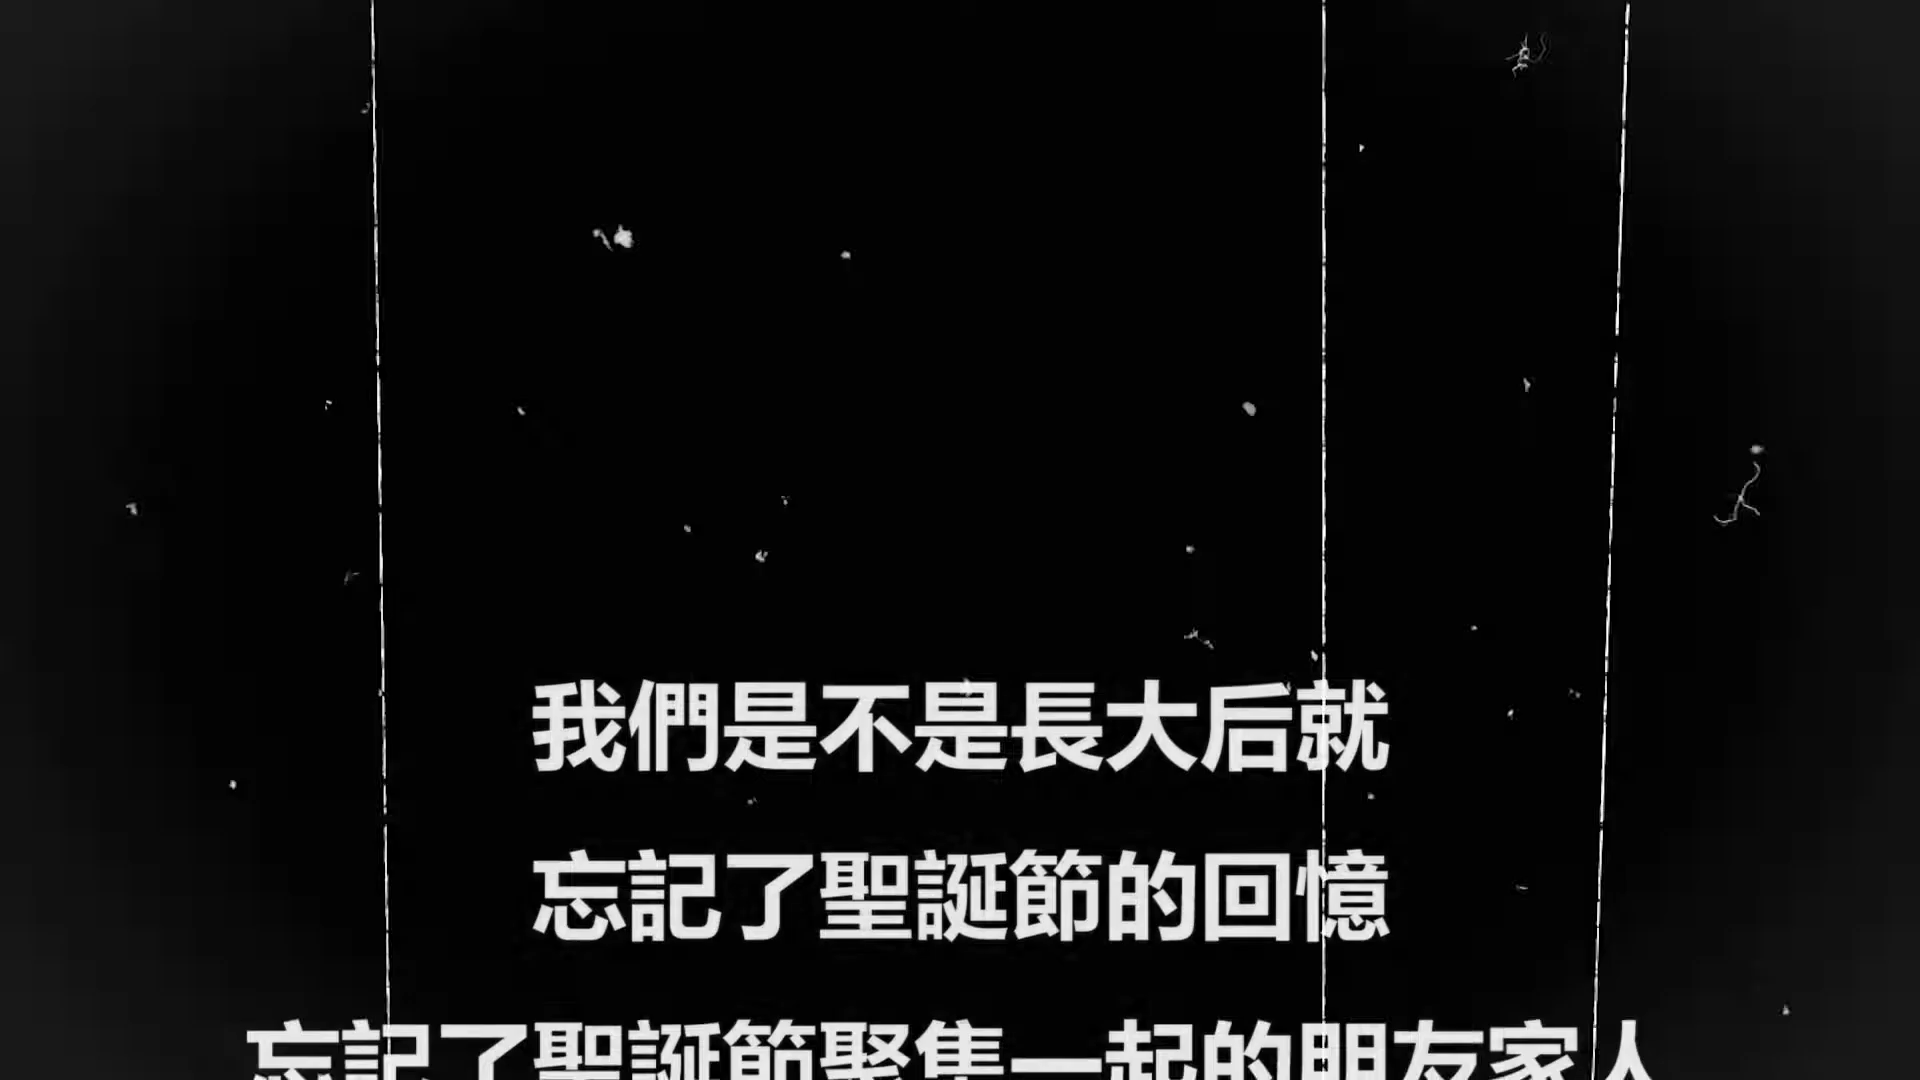 我們是不是長大后就
忘記了聖誕節的回憶
忘記了聖誕節聚集一起的朋友家人